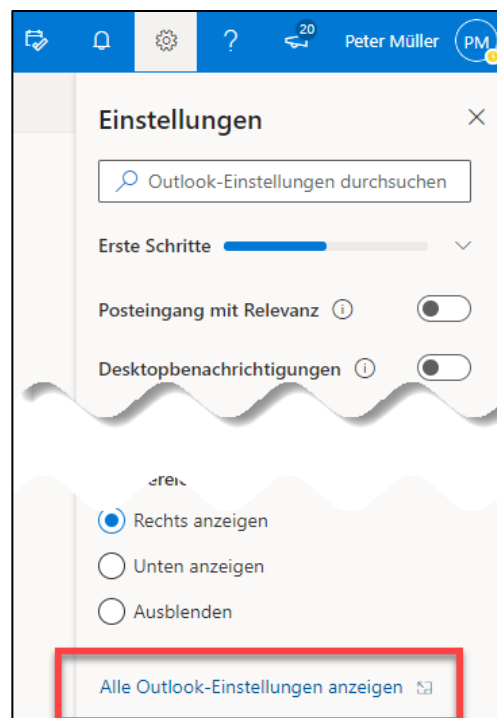 20
Peter Müller
PM
Einstellungen
Outlook-Einstellungen durchsuchen
Erste Schritte
Posteingang mit Relevanz
Desktopbenachrichtigungen
Rechts anzeigen
Unten anzeigen
Ausblenden
Alle Outlook-Einstellungen anzeigen